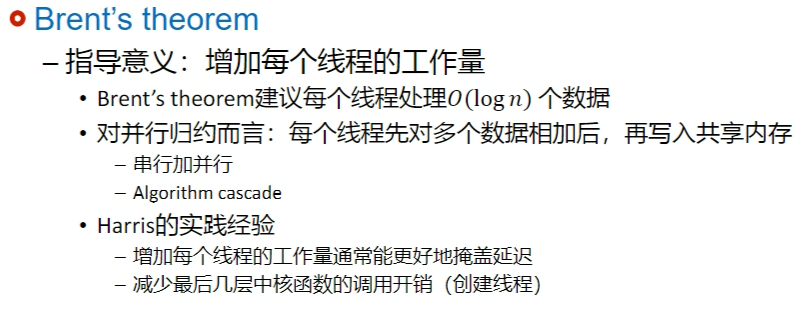 Brent's theorem
– 指导意义：增加每个线程的工作量
• Brent's theorem建议每个线程处理O(log n) 个数据
• 对并行归约而言：每个线程先对多个数据相加后，再写入共享内存
– 串行加并行
– Algorithm cascade
• Harris的实践经验
– 增加每个线程的工作量通常能更好地掩盖延迟
– 减少最后几层中核函数的调用开销（创建线程）